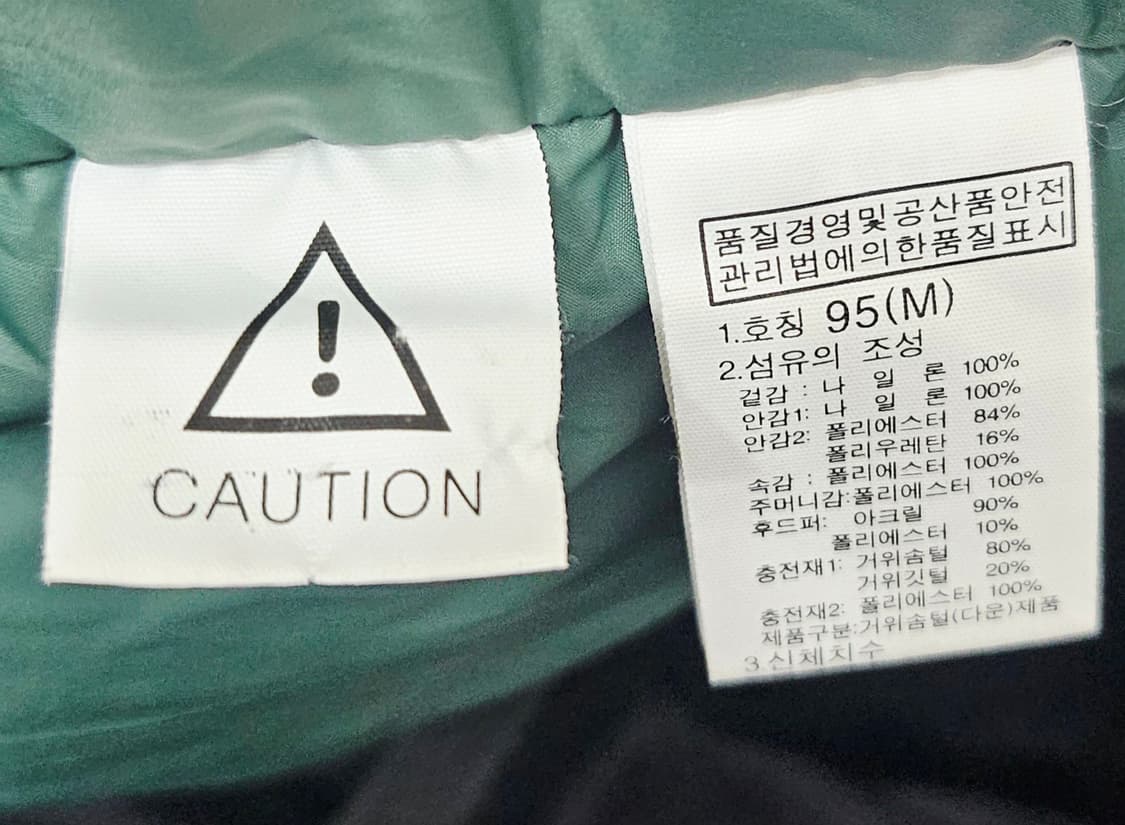 CAUTION
품질경영및공산품안전
관리법에의한품질표시
1.호칭 95(M)
2.섬유의 조성
겉감 : 나 일 론 100%
안감1: 나 일 론 100%
안감2: 폴리에스터 84%
폴리우레탄 16%
속감 : 폴리에스터 100%
주머니감:폴리에스터 100%
후드퍼: 아크릴 90%
폴리에스터 10%
충전재1: 거위솜털 80%
거위깃털 20%
충전재2: 폴리에스터 100%
제품구분:거위솜털(다운)제품
3.신체치수